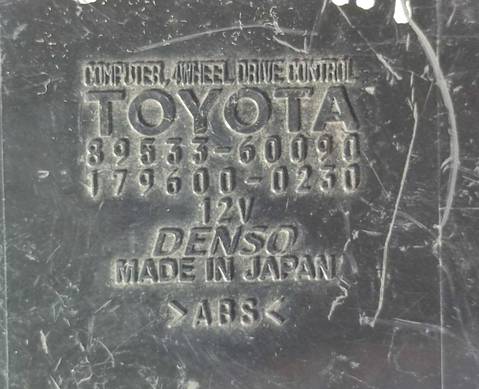 COMPUTER, 4WHEEL DRIVE CONTROL
TOYOTA
89533-60090
179600-0230
12V
DENSO
MADE IN JAPAN
>ABS<